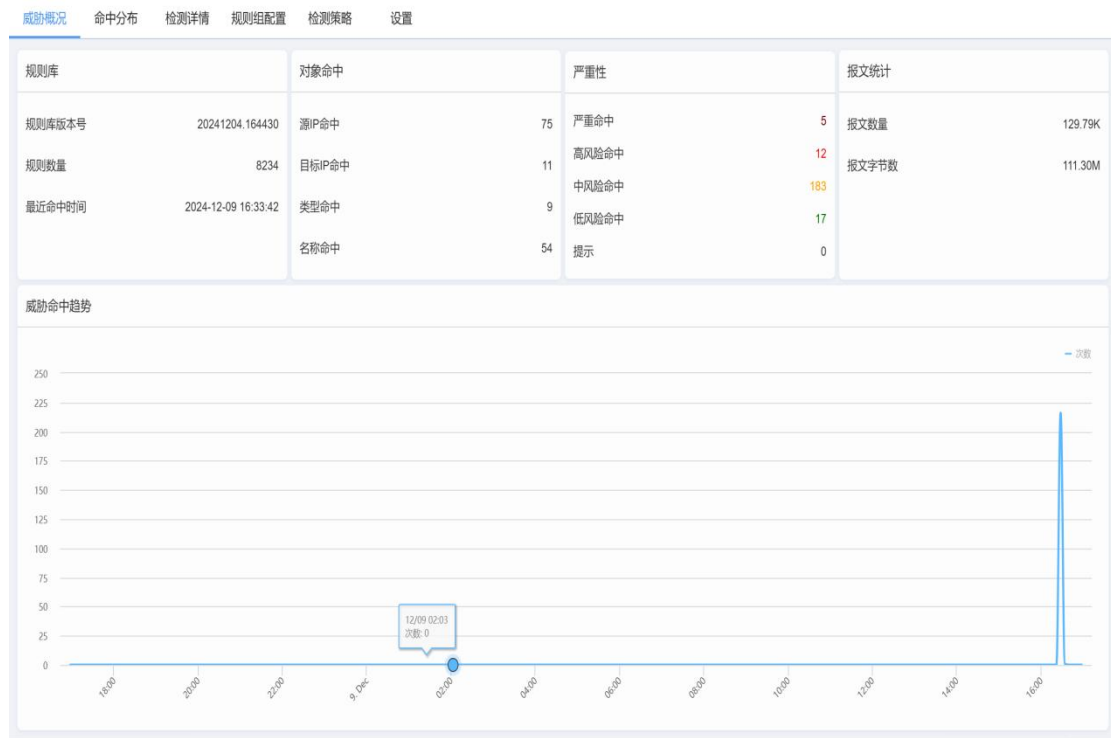 威胁概况 命中分布 检测详情 规则组配置 检测策略 设置
规则库
规则库版本号 20241204.164430
规则数量 8234
最近命中时间 2024-12-09 16:33:42
对象命中
源IP命中 75
目标IP命中 11
类型命中 9
名称命中 54
严重性
严重命中 5
高风险命中 12
中风险命中 183
低风险命中 17
提示 0
报文统计
报文数量 129.79K
报文字节数 111.30M
威胁命中趋势
次数
250
225
200
175
150
125
100
75
50
25
0
12/09 02:03
次数: 0
18:00 20:00 22:00 9. Dec 02:00 04:00 06:00 08:00 10:00 12:00 14:00 16:00